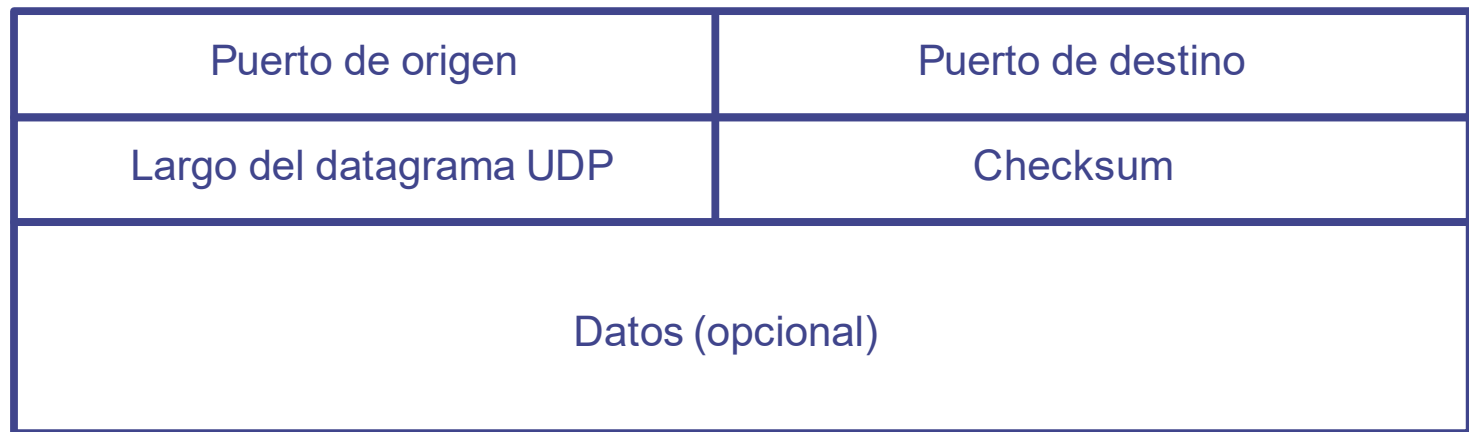 Puerto de origen
Puerto de destino
Largo del datagrama UDP
Checksum
Datos (opcional)